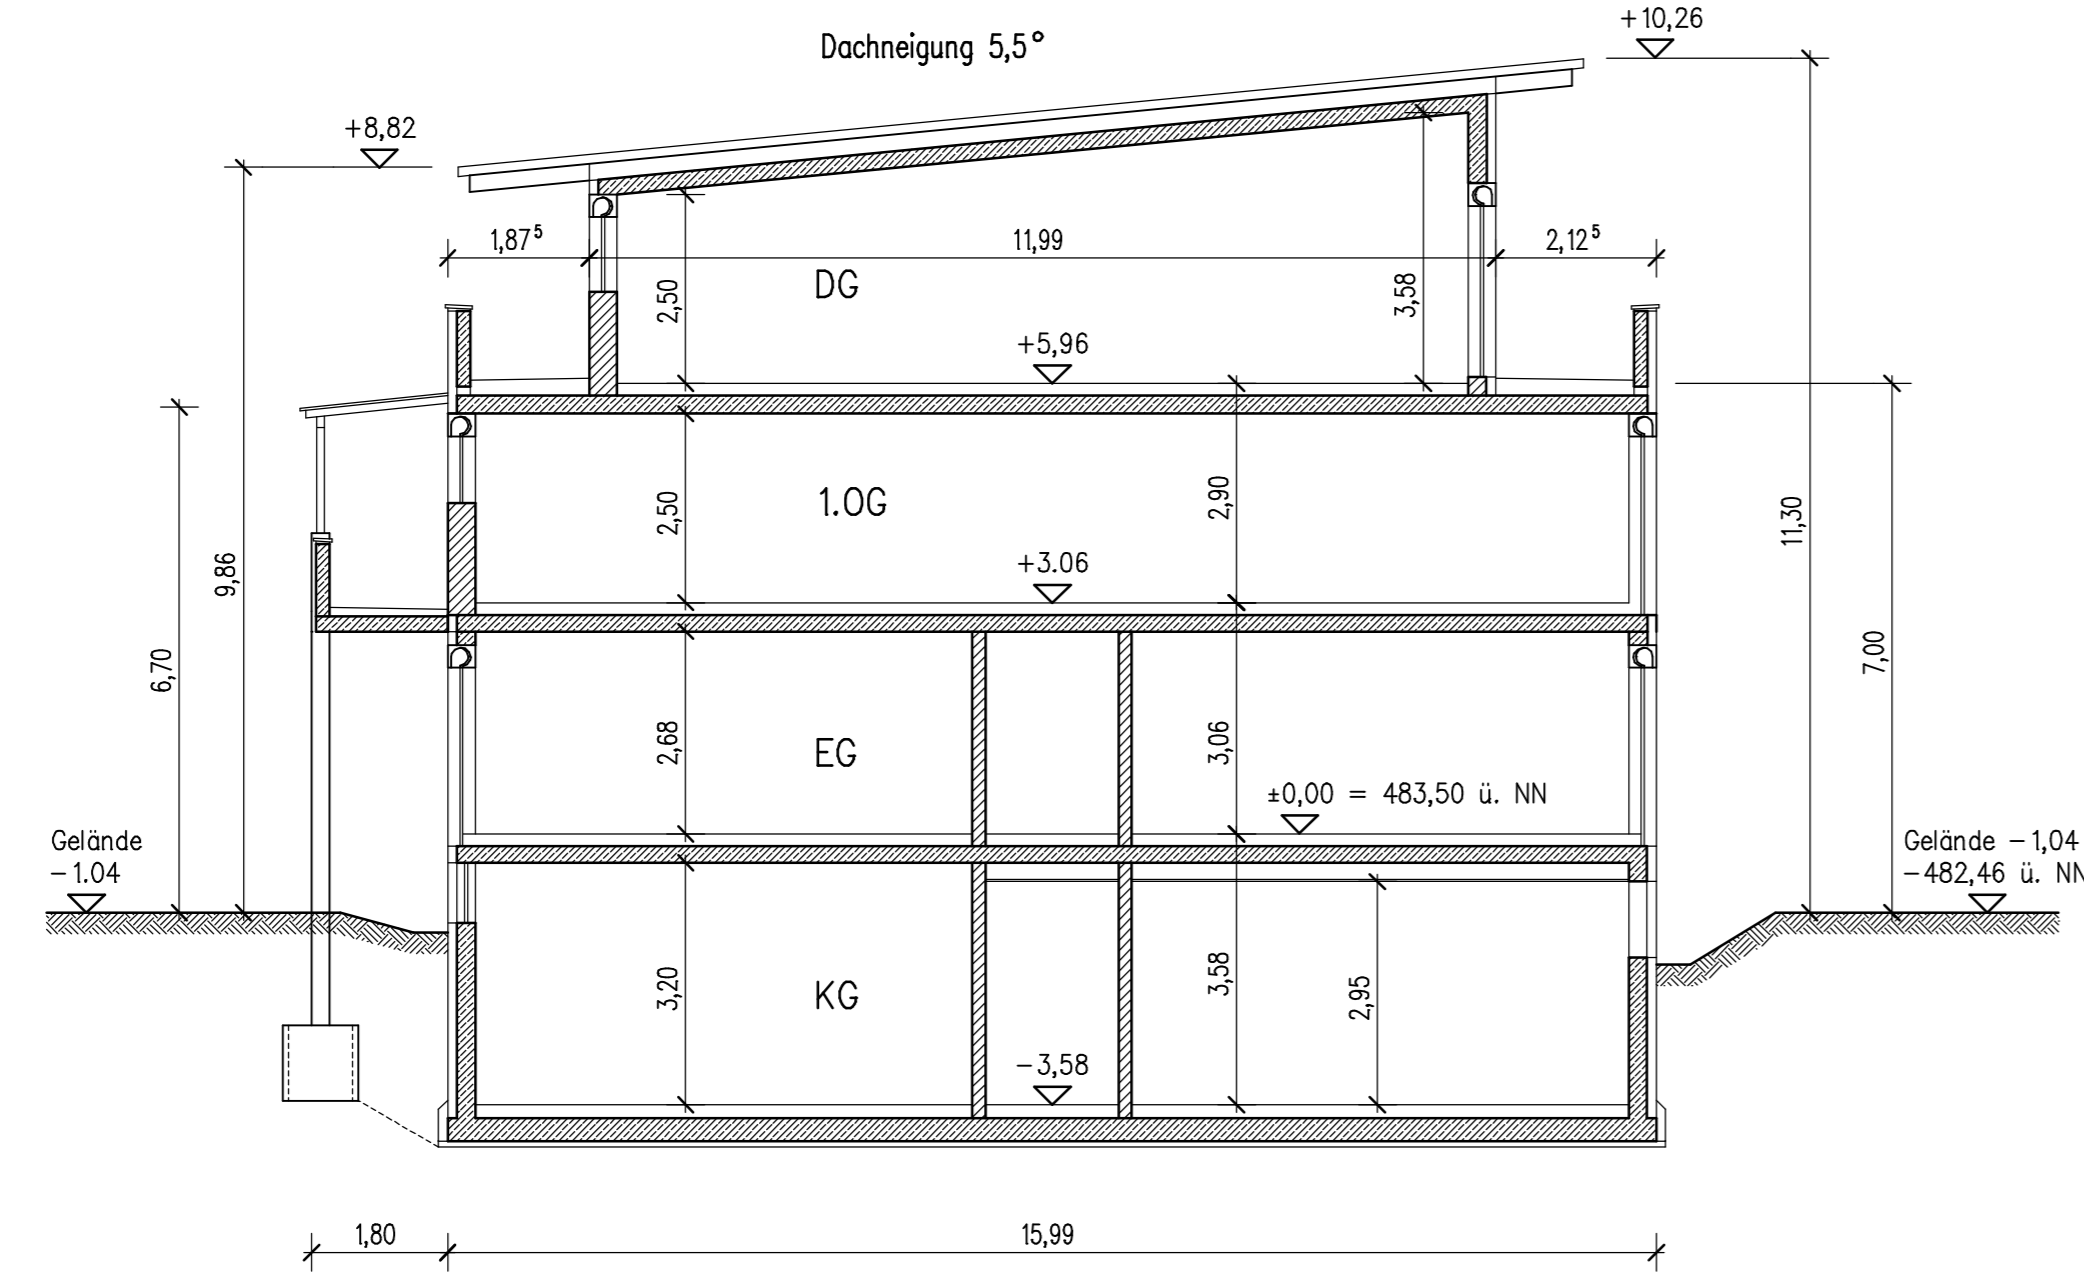 +10,26
Dachneigung 5,5°
+8,82
1,87⁵
11,99
2,12⁵
DG
2,50
3,58
+5,96
1.OG
2,50
2,90
11,30
9,86
+3.06
6,70
7,00
EG
2,68
3,06
±0,00 = 483,50 ü. NN
Gelände
-1.04
Gelände -1,04
-482,46 ü. NN
KG
3,20
3,58
2,95
-3,58
1,80
15,99